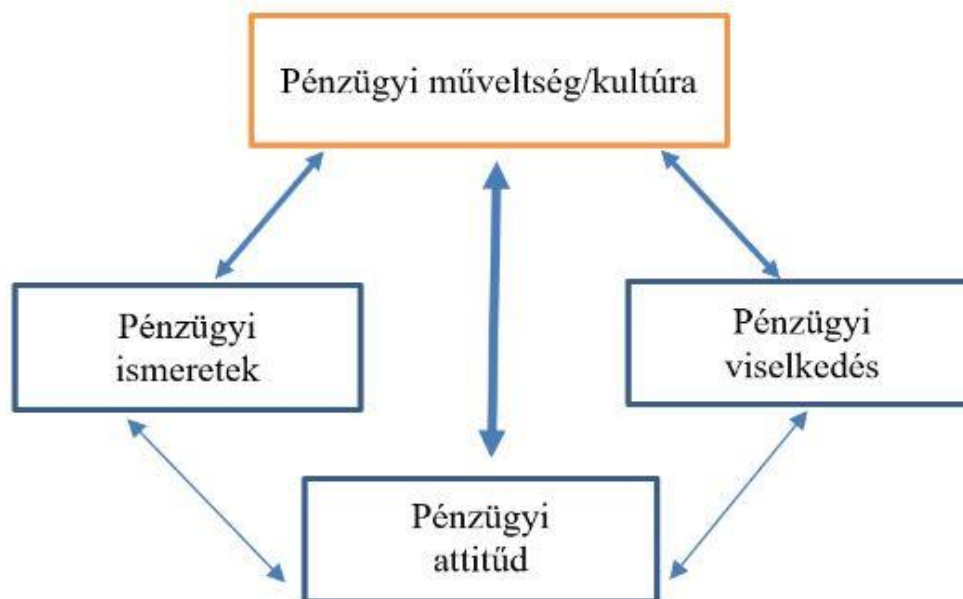 Pénzügyi műveltség/kultúra
Pénzügyi
ismeretek
Pénzügyi
viselkedés
Pénzügyi
attitűd